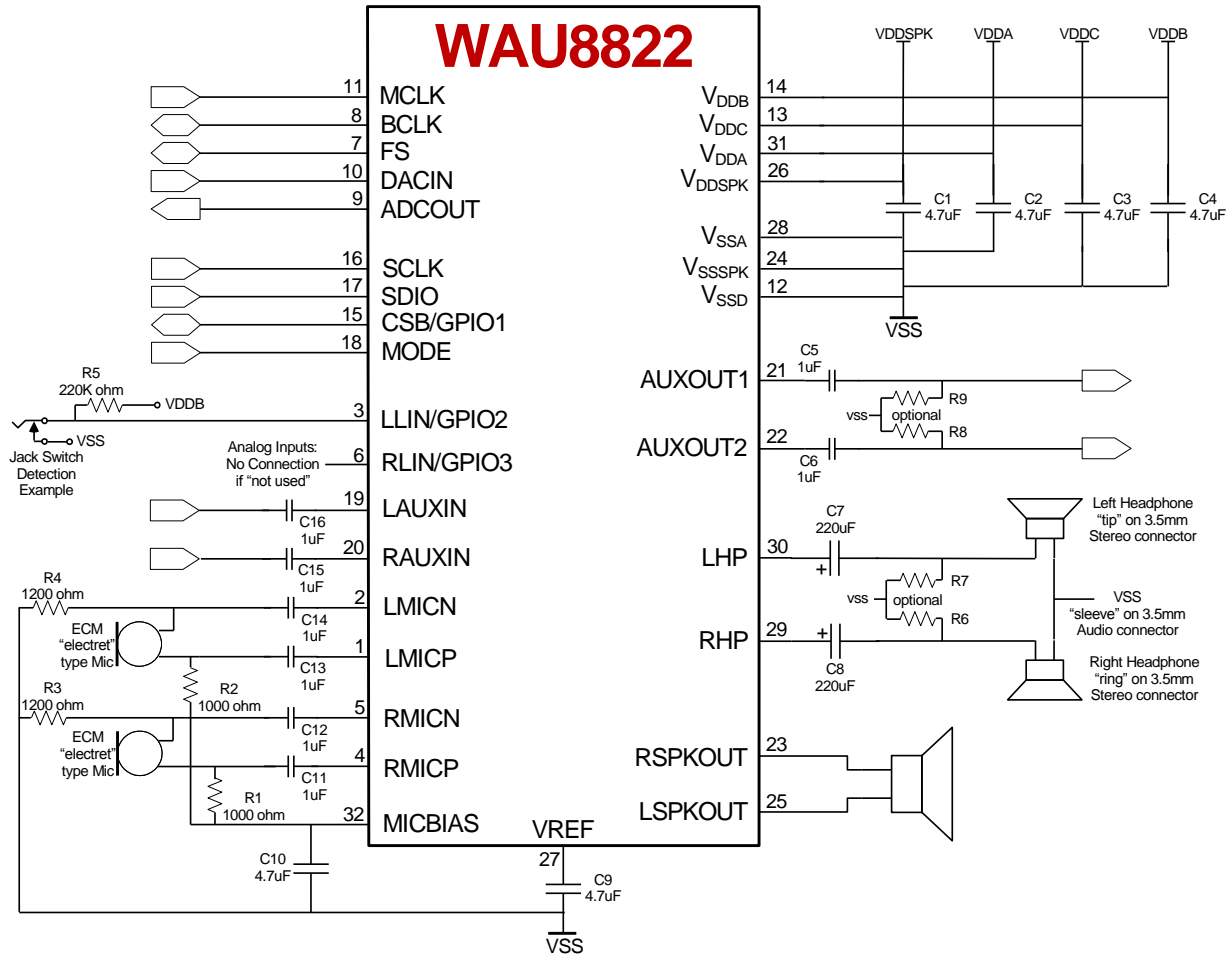 WAU8822
VDDSPK
VDDA
VDDC
VDDB
11
MCLK
8
BCLK
7
FS
10
DACIN
9
ADCOUT
16
SCLK
17
SDIO
15
CSB/GPIO1
18
MODE
R5
220K ohm
VDDB
VSS
Jack Switch
Detection
Example
3
LLIN/GPIO2
Analog Inputs:
No Connection
if "not used"
6
RLIN/GPIO3
19
LAUXIN
C16
1uF
20
RAUXIN
C15
1uF
R4
1200 ohm
2
LMICN
C14
1uF
ECM
"electret"
type Mic
1
LMICP
C13
1uF
R3
1200 ohm
R2
1000 ohm
5
RMICN
C12
1uF
ECM
"electret"
type Mic
4
RMICP
C11
1uF
R1
1000 ohm
32
MICBIAS
C10
4.7uF
VREF
27
C9
4.7uF
VSS
14
VDDB
13
VDDC
31
VDDA
26
VDDSPK
C1
4.7uF
C2
4.7uF
C3
4.7uF
C4
4.7uF
28
VSSA
24
VSSSPK
12
VSSD
VSS
C5
1uF
21
AUXOUT1
R9
vss
optional
R8
22
AUXOUT2
C6
1uF
C7
220uF
30
LHP
+
R7
vss
optional
R6
29
RHP
+
C8
220uF
Left Headphone
"tip" on 3.5mm
Stereo connector
VSS
"sleeve" on 3.5mm
Audio connector
Right Headphone
"ring" on 3.5mm
Stereo connector
23
RSPKOUT
25
LSPKOUT